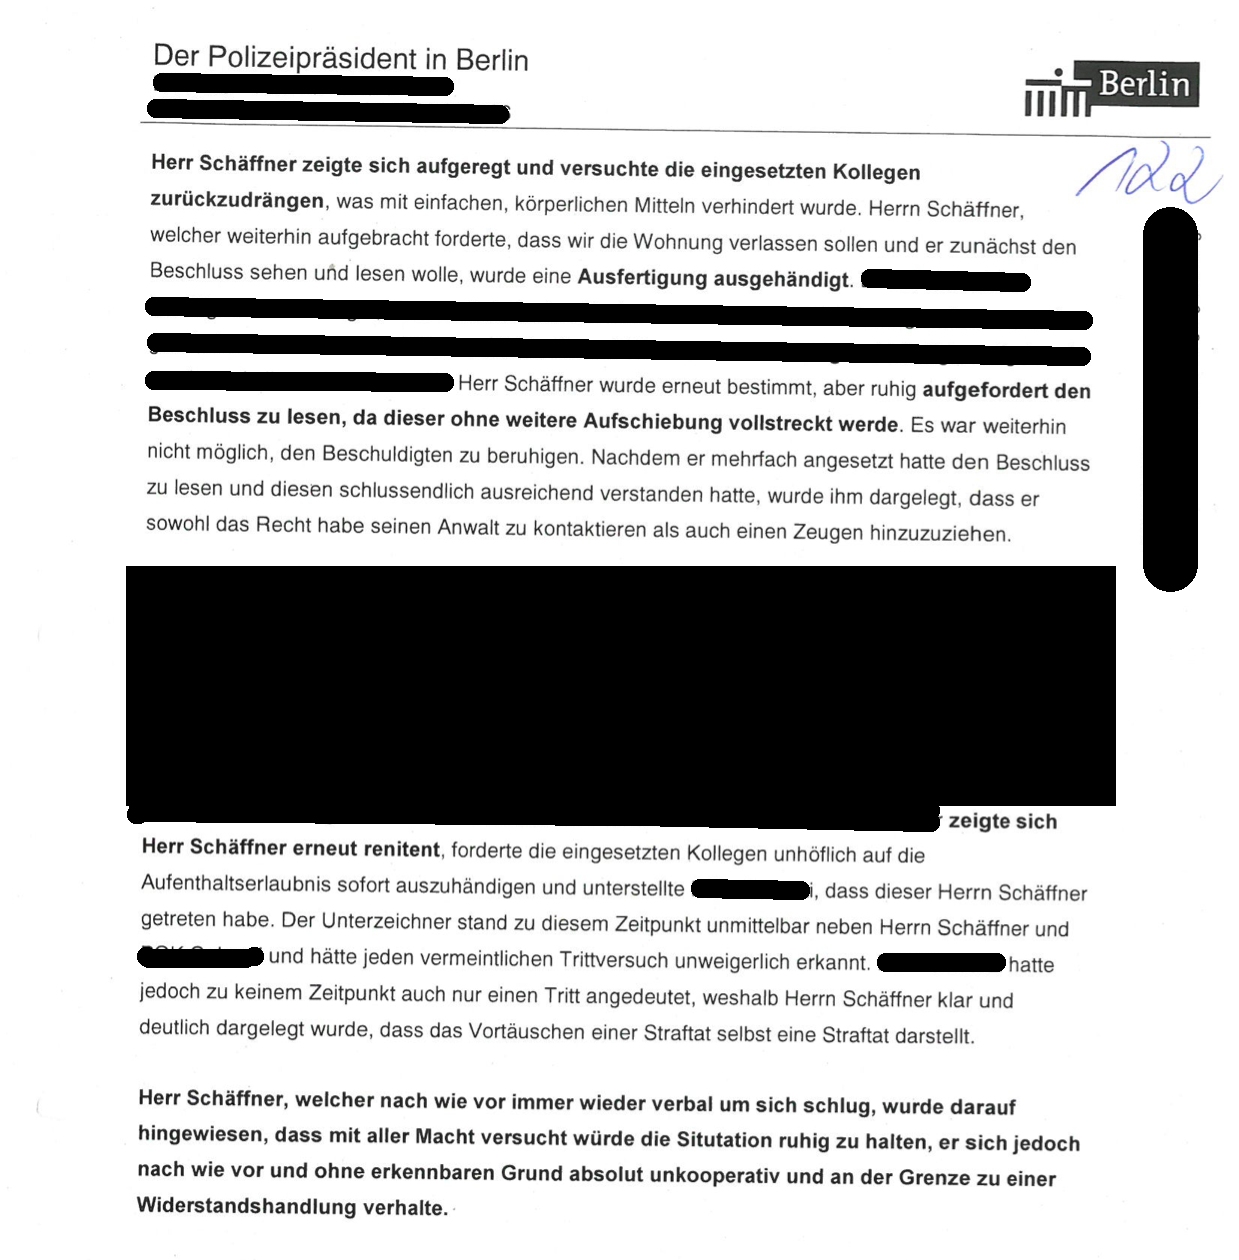 Der Polizeipräsident in Berlin
Berlin
122
Herr Schäffner zeigte sich aufgeregt und versuchte die eingesetzten Kollegen
zurückzudrängen, was mit einfachen, körperlichen Mitteln verhindert wurde. Herrn Schäffner,
welcher weiterhin aufgebracht forderte, dass wir die Wohnung verlassen sollen und er zunächst den
Beschluss sehen und lesen wolle, wurde eine Ausfertigung ausgehändigt.
Herr Schäffner wurde erneut bestimmt, aber ruhig aufgefordert den
Beschluss zu lesen, da dieser ohne weitere Aufschiebung vollstreckt werde. Es war weiterhin
nicht möglich, den Beschuldigten zu beruhigen. Nachdem er mehrfach angesetzt hatte den Beschluss
zu lesen und diesen schlussendlich ausreichend verstanden hatte, wurde ihm dargelegt, dass er
sowohl das Recht habe seinen Anwalt zu kontaktieren als auch einen Zeugen hinzuzuziehen.
zeigte sich
Herr Schäffner erneut renitent, forderte die eingesetzten Kollegen unhöflich auf die
Aufenthaltserlaubnis sofort auszuhändigen und unterstellte , dass dieser Herrn Schäffner
getreten habe. Der Unterzeichner stand zu diesem Zeitpunkt unmittelbar neben Herrn Schäffner und
und hätte jeden vermeintlichen Trittversuch unweigerlich erkannt. hatte
jedoch zu keinem Zeitpunkt auch nur einen Tritt angedeutet, weshalb Herrn Schäffner klar und
deutlich dargelegt wurde, dass das Vortäuschen einer Straftat selbst eine Straftat darstellt.
Herr Schäffner, welcher nach wie vor immer wieder verbal um sich schlug, wurde darauf
hingewiesen, dass mit aller Macht versucht würde die Situtation ruhig zu halten, er sich jedoch
nach wie vor und ohne erkennbaren Grund absolut unkooperativ und an der Grenze zu einer
Widerstandshandlung verhalte.